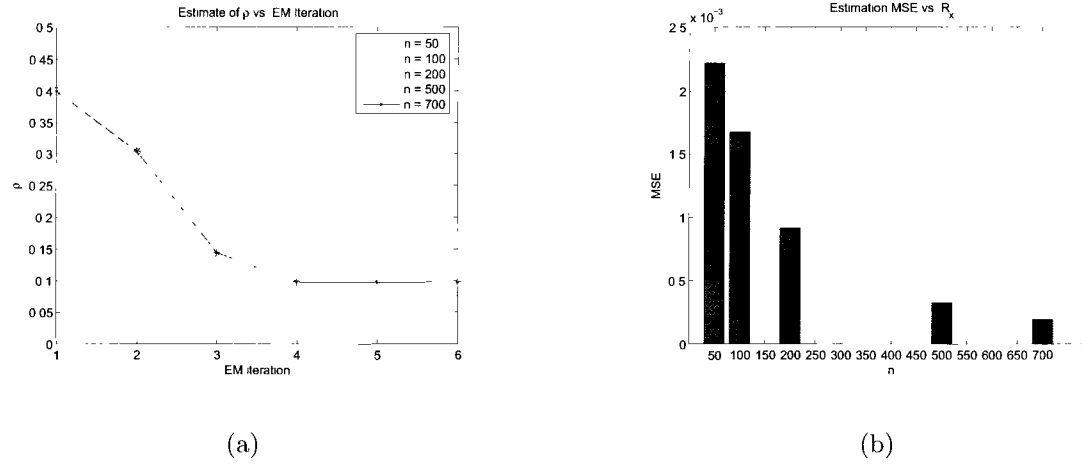 Estimate of ρ vs EM Iteration
0 5
0 45
0 4
0 35
0 3
0 25
0 2
0 15
0 1
0 05
0
ρ
n = 50
n = 100
n = 200
n = 500
n = 700
1 2 3 4 5 6
EM iteration
(a)
Estimation MSE vs R_x
x 10^-3
2 5
2
1 5
1
0 5
0
MSE
50 100 150 200 250 300 350 400 450 500 550 600 650 700
n
(b)